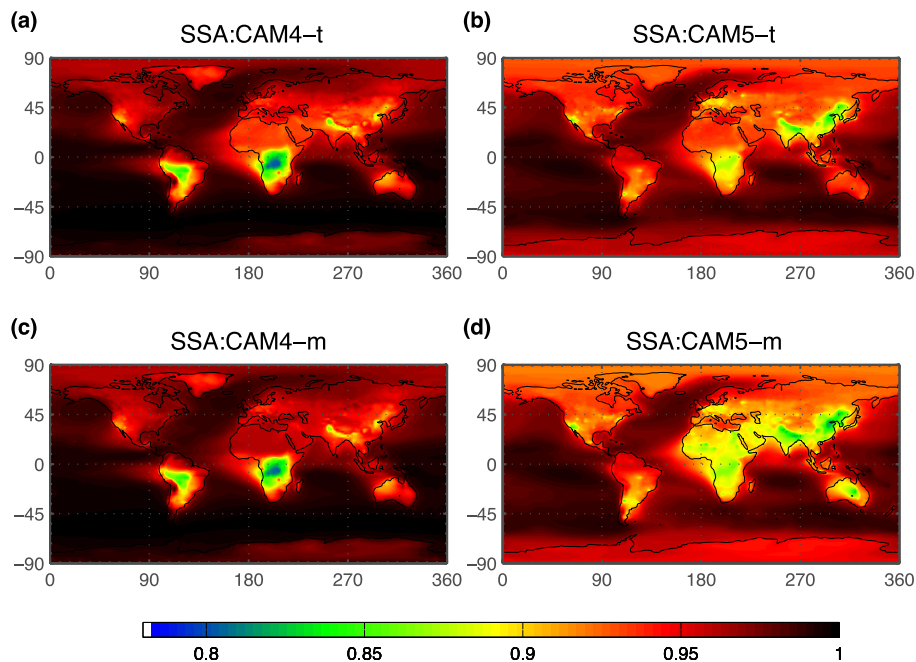 (a) (b)
SSA:CAM4−t SSA:CAM5−t
90 90
45 45
0 0
−45 −45
−90 −90
0 90 180 270 360 0 90 180 270 360
(c) (d)
SSA:CAM4−m SSA:CAM5−m
90 90
45 45
0 0
−45 −45
−90 −90
0 90 180 270 360 0 90 180 270 360
0.8 0.85 0.9 0.95 1